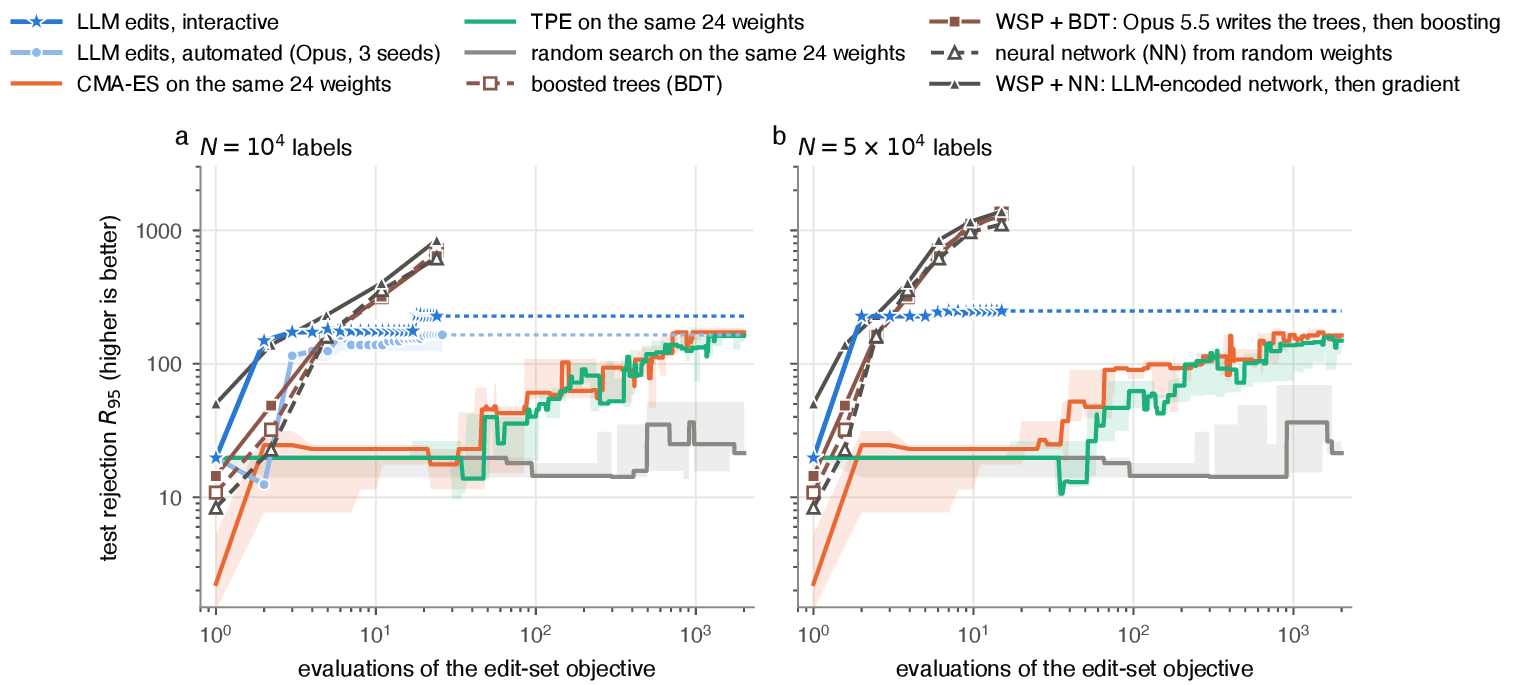 LLM edits, interactive
LLM edits, automated (Opus, 3 seeds)
CMA-ES on the same 24 weights
TPE on the same 24 weights
random search on the same 24 weights
boosted trees (BDT)
WSP + BDT: Opus 5.5 writes the trees, then boosting
neural network (NN) from random weights
WSP + NN: LLM-encoded network, then gradient
a
N = 10⁴ labels
test rejection R₉₅ (higher is better)
1000
100
10
10⁰
10¹
10²
10³
evaluations of the edit-set objective
b
N = 5 × 10⁴ labels
10⁰
10¹
10²
10³
evaluations of the edit-set objective